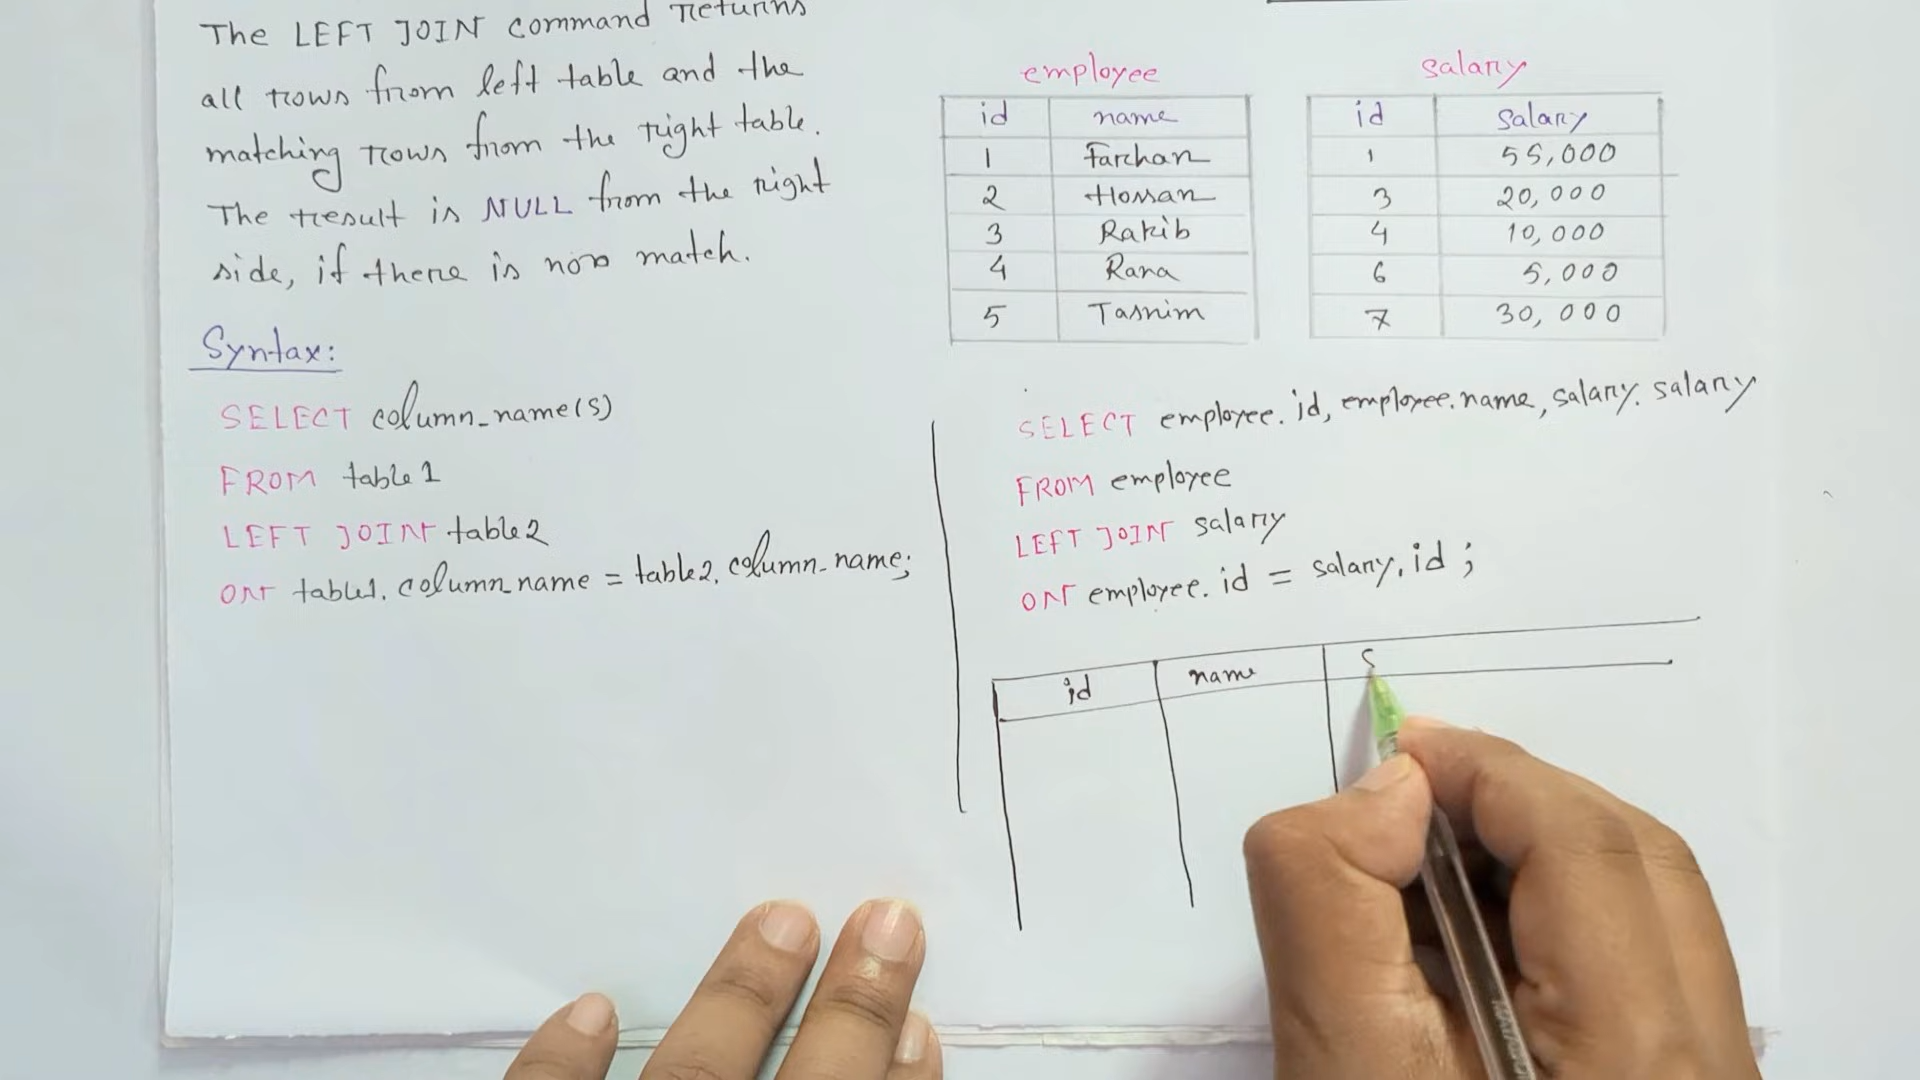 The LEFT JOIN command returns
all rows from left table and the
matching rows from the right table.
The result is NULL from the right
side, if there is no match.
Syntax:
SELECT column_name(s)
FROM table1
LEFT JOIN table2
ON table1.column_name = table2.column_name;
employee
id name
1 Farhan
2 Hossan
3 Rakib
4 Rana
5 Tasnim
salary
id salary
1 55,000
3 20,000
4 10,000
6 5,000
7 30,000
SELECT employee.id, employee.name, salary.salary
FROM employee
LEFT JOIN salary
ON employee.id = salary.id;
id name S